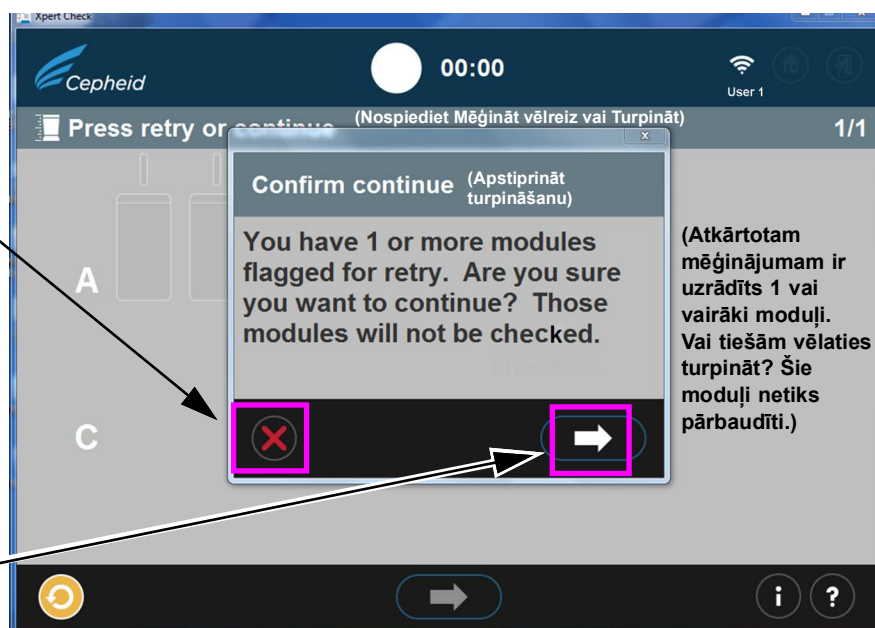 Xpert Check
Cepheid
00:00
User 1
Press retry or continue (Nospiediet Mēģināt vēlreiz vai Turpināt)
1/1
x
Confirm continue (Apstiprināt
turpināšanu)
You have 1 or more modules
flagged for retry. Are you sure
you want to continue? Those
modules will not be checked.
(Atkārtotam
mēģinājumam ir
uzrādīts 1 vai
vairāki moduļi.
Vai tiešām vēlaties
turpināt? Šie
moduļi netiks
pārbaudīti.)
A
C
i
?